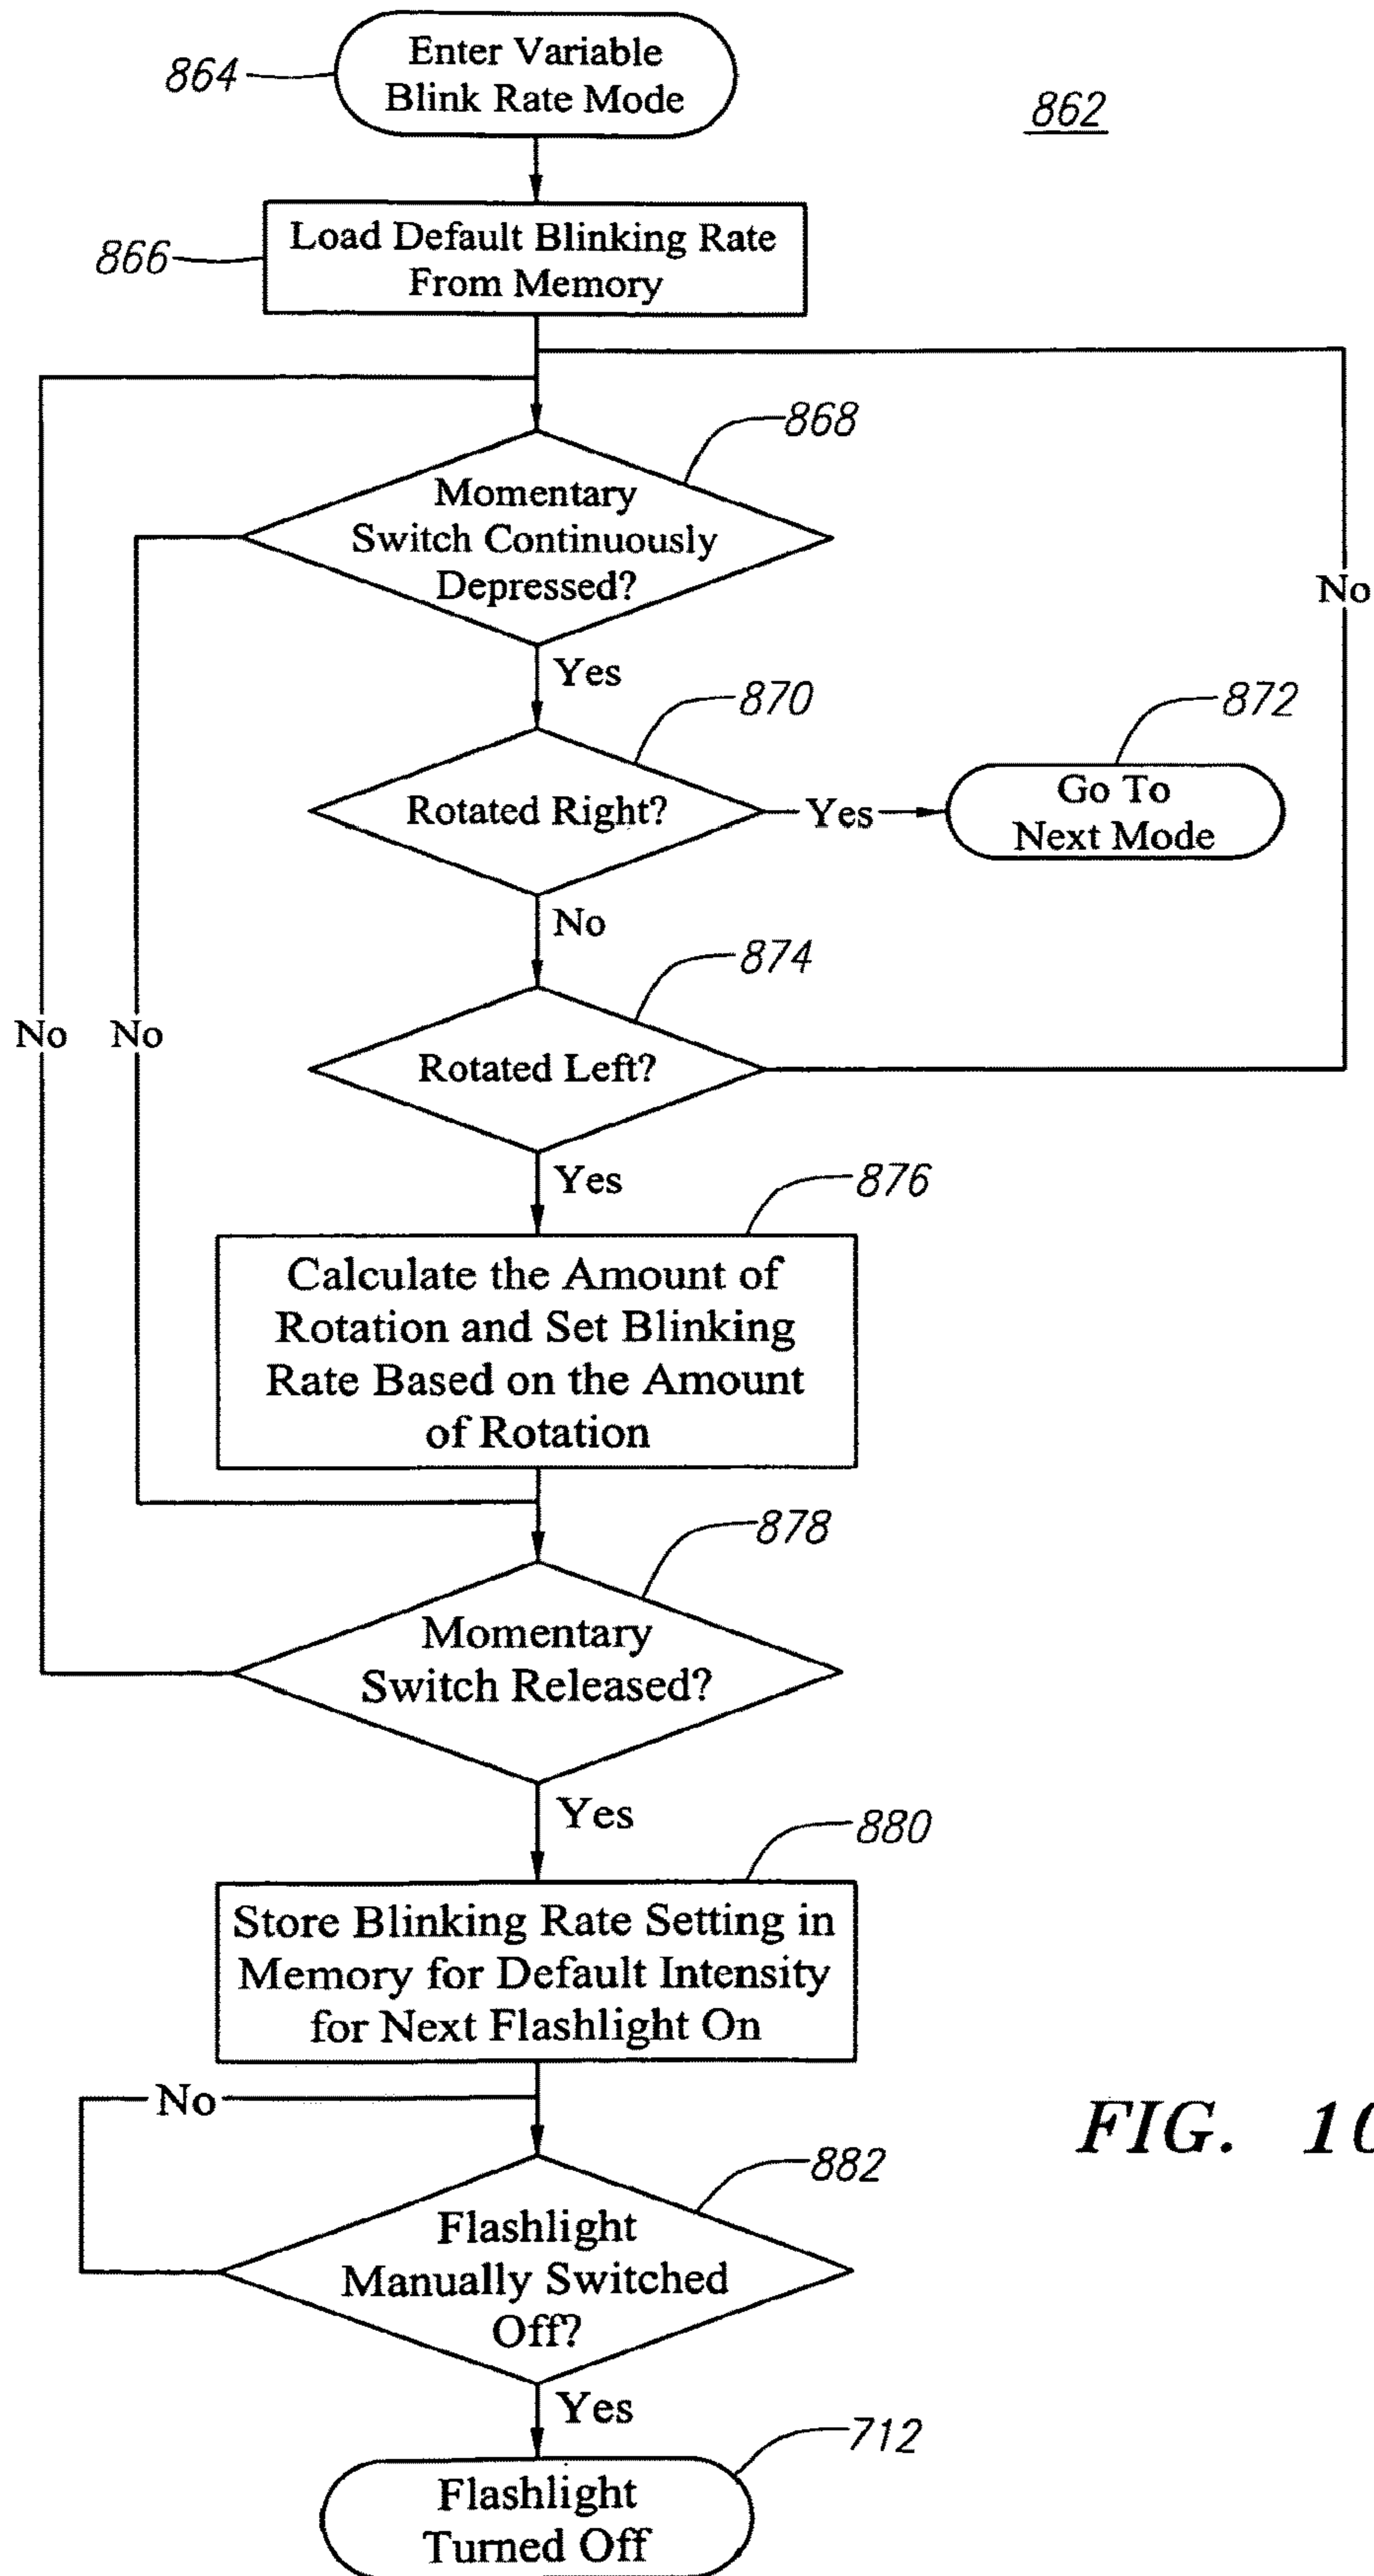 864
Enter Variable
Blink Rate Mode
862
866
Load Default Blinking Rate
From Memory
868
Momentary
Switch Continuously
Depressed?
No
Yes
870
872
Rotated Right?
Yes
Go To
Next Mode
No
874
No
No
Rotated Left?
Yes
876
Calculate the Amount of
Rotation and Set Blinking
Rate Based on the Amount
of Rotation
878
Momentary
Switch Released?
Yes
880
Store Blinking Rate Setting in
Memory for Default Intensity
for Next Flashlight On
No
FIG. 10
882
Flashlight
Manually Switched
Off?
Yes
712
Flashlight
Turned Off